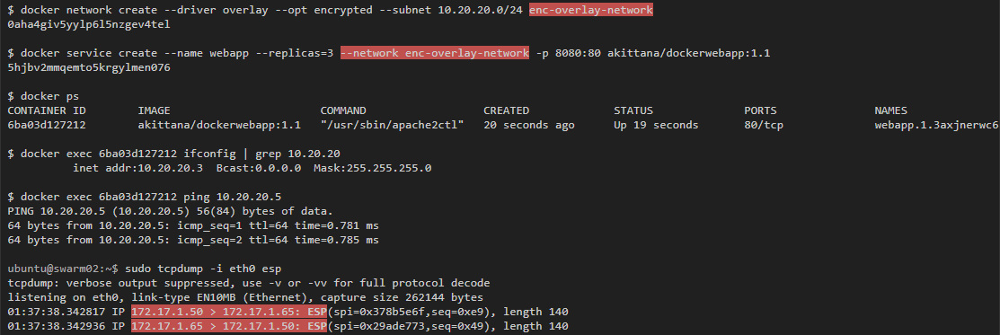 $ docker network create --driver overlay --opt encrypted --subnet 10.20.20.0/24 enc-overlay-network
0aha4giv5yylp6l5nzgev4tel
$ docker service create --name webapp --replicas=3 --network enc-overlay-network -p 8080:80 akittana/dockerwebapp:1.1
5hjbv2mmqemto5krgylmen076
$ docker ps
CONTAINER ID IMAGE COMMAND CREATED STATUS PORTS NAMES
6ba03d127212 akittana/dockerwebapp:1.1 "/usr/sbin/apache2ctl" 20 seconds ago Up 19 seconds 80/tcp webapp.1.3axjnerwc6
$ docker exec 6ba03d127212 ifconfig | grep 10.20.20
inet addr:10.20.20.3 Bcast:0.0.0.0 Mask:255.255.255.0
$ docker exec 6ba03d127212 ping 10.20.20.5
PING 10.20.20.5 (10.20.20.5) 56(84) bytes of data.
64 bytes from 10.20.20.5: icmp_seq=1 ttl=64 time=0.781 ms
64 bytes from 10.20.20.5: icmp_seq=2 ttl=64 time=0.785 ms
ubuntu@swarm02:~$ sudo tcpdump -i eth0 esp
tcpdump: verbose output suppressed, use -v or -vv for full protocol decode
listening on eth0, link-type EN10MB (Ethernet), capture size 262144 bytes
01:37:38.342817 IP 172.17.1.50 > 172.17.1.65: ESP(spi=0x378b5e6f,seq=0xe9), length 140
01:37:38.342936 IP 172.17.1.65 > 172.17.1.50: ESP(spi=0x29ade773,seq=0x49), length 140